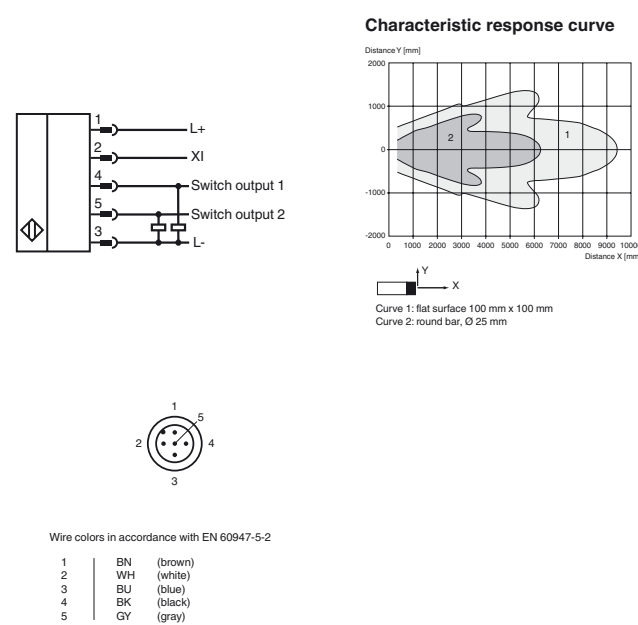 Characteristic response curve
Distance Y [mm]
2000
1000
0
-1000
-2000
0 1000 2000 3000 4000 5000 6000 7000 8000 9000 10000
Distance X [mm
1
2
Y
X
Curve 1: flat surface 100 mm x 100 mm
Curve 2: round bar, Ø 25 mm
1 L+
2 XI
4 Switch output 1
5 Switch output 2
3 L-
1
5
2 4
3
Wire colors in accordance with EN 60947-5-2
1 BN (brown)
2 WH (white)
3 BU (blue)
4 BK (black)
5 GY (gray)